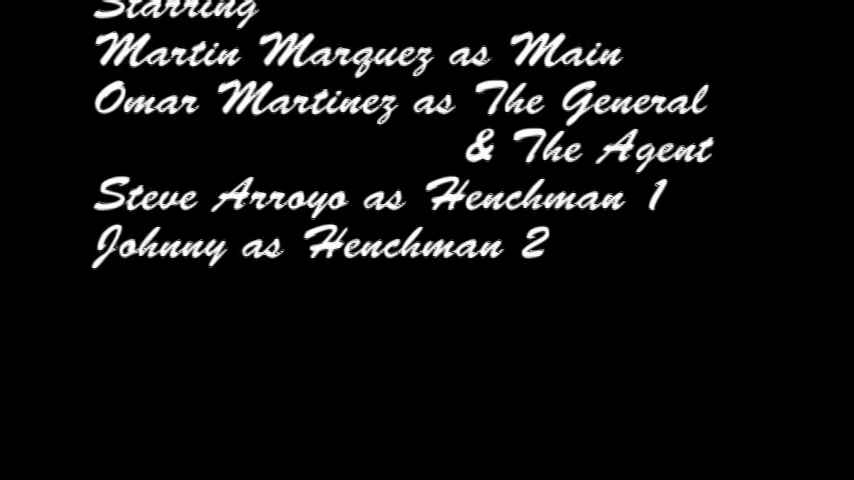 Starring
Martin Marquez as Main
Omar Martinez as The General
& The Agent
Steve Arroyo as Henchman 1
Johnny as Henchman 2